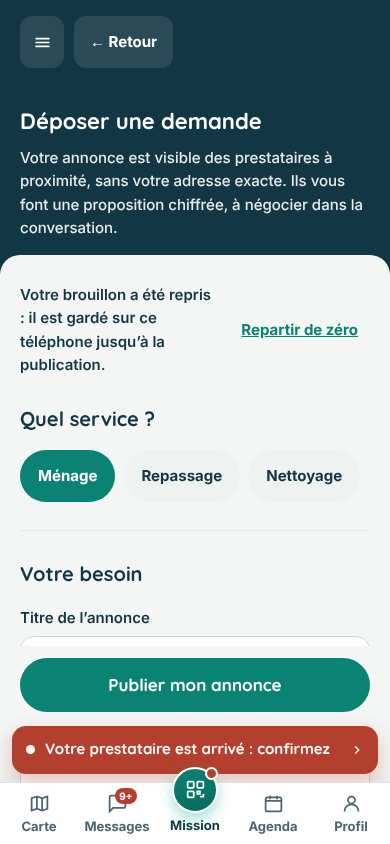 ← Retour
Déposer une demande
Votre annonce est visible des prestataires à
proximité, sans votre adresse exacte. Ils vous
font une proposition chiffrée, à négocier dans la
conversation.
Votre brouillon a été repris
: il est gardé sur ce
téléphone jusqu’à la
publication.
Repartir de zéro
Quel service ?
Ménage
Repassage
Nettoyage
Votre besoin
Titre de l’annonce
Publier mon annonce
Votre prestataire est arrivé : confirmez
9+
Carte
Messages
Mission
Agenda
Profil